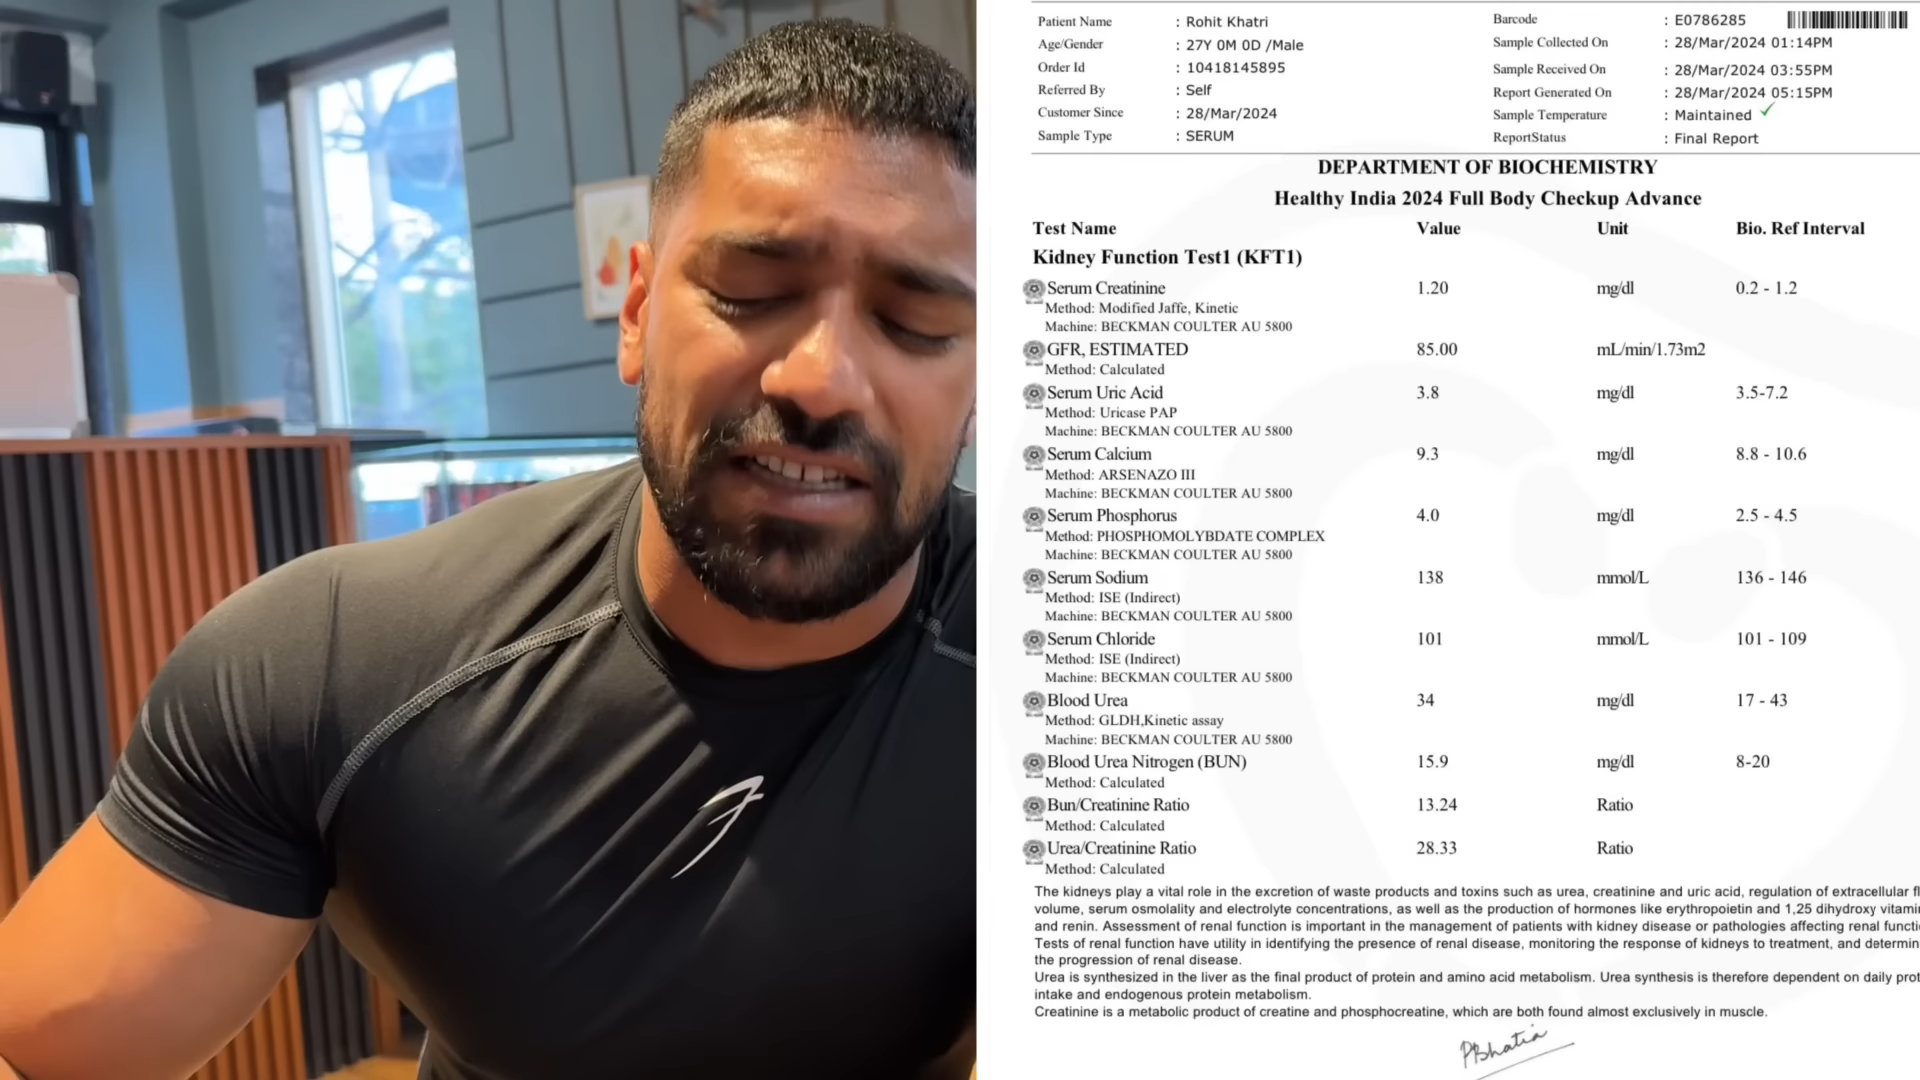 Patient Name : Rohit Khatri
Age/Gender : 27Y 0M 0D /Male
Order Id : 10418145895
Referred By : Self
Customer Since : 28/Mar/2024
Sample Type : SERUM
Barcode : E0786285
Sample Collected On : 28/Mar/2024 01:14PM
Sample Received On : 28/Mar/2024 03:55PM
Report Generated On : 28/Mar/2024 05:15PM
Sample Temperature : Maintained ✓
ReportStatus : Final Report
DEPARTMENT OF BIOCHEMISTRY
Healthy India 2024 Full Body Checkup Advance
Test Name Value Unit Bio. Ref Interval
Kidney Function Test1 (KFT1)
Serum Creatinine 1.20 mg/dl 0.2 - 1.2
Method: Modified Jaffe, Kinetic
Machine: BECKMAN COULTER AU 5800
GFR, ESTIMATED 85.00 mL/min/1.73m2
Method: Calculated
Serum Uric Acid 3.8 mg/dl 3.5-7.2
Method: Uricase PAP
Machine: BECKMAN COULTER AU 5800
Serum Calcium 9.3 mg/dl 8.8 - 10.6
Method: ARSENAZO III
Machine: BECKMAN COULTER AU 5800
Serum Phosphorus 4.0 mg/dl 2.5 - 4.5
Method: PHOSPHOMOLYBDATE COMPLEX
Machine: BECKMAN COULTER AU 5800
Serum Sodium 138 mmol/L 136 - 146
Method: ISE (Indirect)
Machine: BECKMAN COULTER AU 5800
Serum Chloride 101 mmol/L 101 - 109
Method: ISE (Indirect)
Machine: BECKMAN COULTER AU 5800
Blood Urea 34 mg/dl 17 - 43
Method: GLDH,Kinetic assay
Machine: BECKMAN COULTER AU 5800
Blood Urea Nitrogen (BUN) 15.9 mg/dl 8-20
Method: Calculated
Bun/Creatinine Ratio 13.24 Ratio
Method: Calculated
Urea/Creatinine Ratio 28.33 Ratio
Method: Calculated
The kidneys play a vital role in the excretion of waste products and toxins such as urea, creatinine and uric acid, regulation of extracellular fl
volume, serum osmolality and electrolyte concentrations, as well as the production of hormones like erythropoietin and 1,25 dihydroxy vitami
and renin. Assessment of renal function is important in the management of patients with kidney disease or pathologies affecting renal functi
Tests of renal function have utility in identifying the presence of renal disease, monitoring the response of kidneys to treatment, and determin
the progression of renal disease.
Urea is synthesized in the liver as the final product of protein and amino acid metabolism. Urea synthesis is therefore dependent on daily prot
intake and endogenous protein metabolism.
Creatinine is a metabolic product of creatine and phosphocreatine, which are both found almost exclusively in muscle.
PBhatia